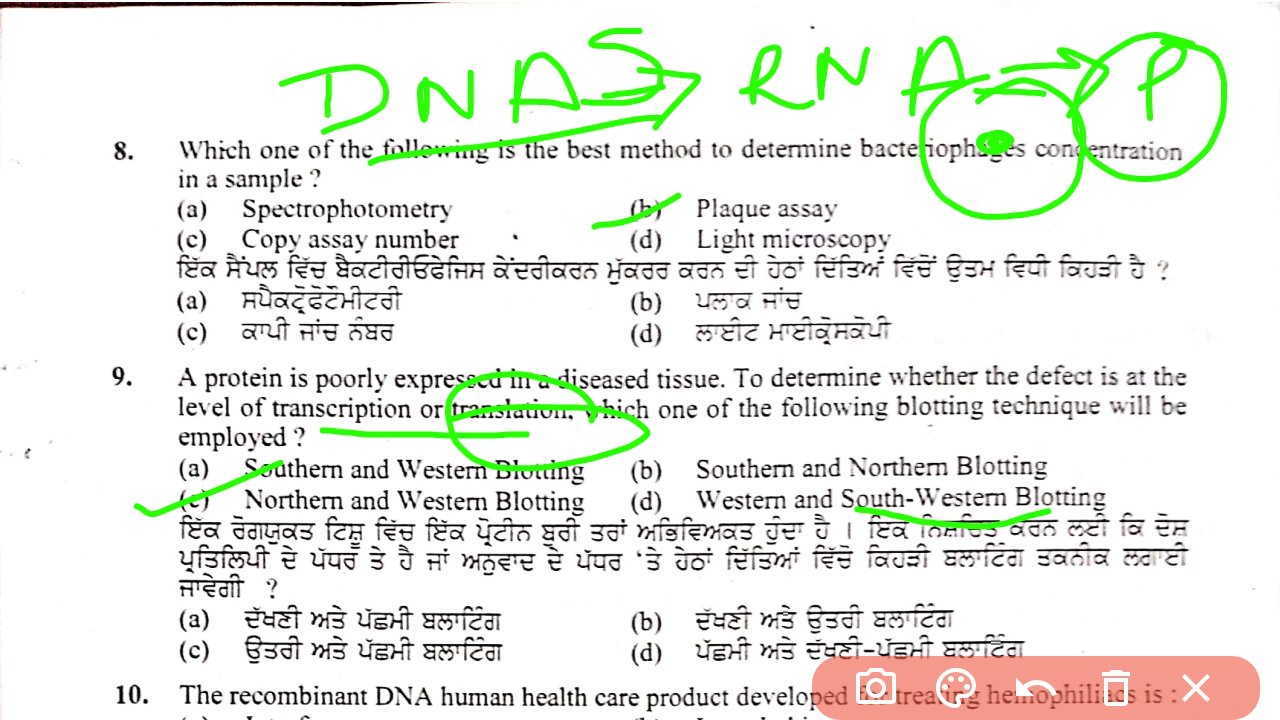 DNA → RNA → P
8. Which one of the following is the best method to determine bacteriophages concentration
in a sample ?
(a) Spectrophotometry (b) Plaque assay
(c) Copy assay number (d) Light microscopy
ਇੱਕ ਸੈਂਪਲ ਵਿੱਚ ਬੈਕਟੀਰੀਓਫੇਜਿਸ ਕੇਂਦਰੀਕਰਨ ਮੁੱਕਰਰ ਕਰਨ ਦੀ ਹੇਠਾਂ ਦਿੱਤਿਆਂ ਵਿੱਚੋਂ ਉਤਮ ਵਿਧੀ ਕਿਹੜੀ ਹੈ ?
(a) ਸਪੈਕਟ੍ਰੋਫੋਟੌਮੀਟਰੀ (b) ਪਲਾਕ ਜਾਂਚ
(c) ਕਾਪੀ ਜਾਂਚ ਨੰਬਰ (d) ਲਾਈਟ ਮਾਈਕ੍ਰੋਸਕੋਪੀ
9. A protein is poorly expressed in a diseased tissue. To determine whether the defect is at the
level of transcription or translation, which one of the following blotting technique will be
employed ?
(a) Southern and Western Blotting (b) Southern and Northern Blotting
(c) Northern and Western Blotting (d) Western and South-Western Blotting
ਇੱਕ ਰੋਗਯੁਕਤ ਟਿਸ਼ੂ ਵਿੱਚ ਇੱਕ ਪ੍ਰੋਟੀਨ ਬੁਰੀ ਤਰਾਂ ਅਭਿਵਿਅਕਤ ਹੁੰਦਾ ਹੈ । ਇਕ ਨਿਸ਼ਚਿਤ ਕਰਨ ਲਈ ਕਿ ਦੋਸ਼
ਪ੍ਰਤਿਲਿਪੀ ਦੇ ਪੱਧਰ ਤੇ ਹੈ ਜਾਂ ਅਨੁਵਾਦ ਦੇ ਪੱਧਰ 'ਤੇ ਹੇਠਾਂ ਦਿੱਤਿਆਂ ਵਿੱਚੋਂ ਕਿਹੜੀ ਬਲਾਟਿੰਗ ਤਕਨੀਕ ਲਗਾਈ
ਜਾਵੇਗੀ ?
(a) ਦੱਖਣੀ ਅਤੇ ਪੱਛਮੀ ਬਲਾਟਿੰਗ (b) ਦੱਖਣੀ ਅਤੇ ਉਤਰੀ ਬਲਾਟਿੰਗ
(c) ਉਤਰੀ ਅਤੇ ਪੱਛਮੀ ਬਲਾਟਿੰਗ (d) ਪੱਛਮੀ ਅਤੇ ਦੱਖਣੀ-ਪੱਛਮੀ ਬਲਾਟਿੰਗ
10. The recombinant DNA human health care product developed for treating hemophiliacs is :